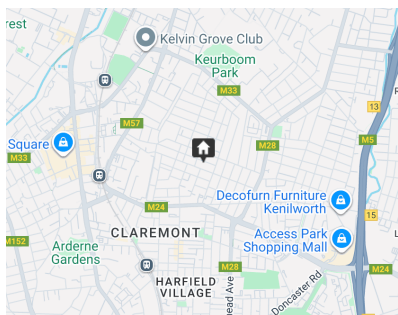 rest
Kelvin Grove Club
Keurboom
Park
M33
13
M57
M5
Square
M28
M33
Decofurn Furniture
Kenilworth
M24
15
CLAREMONT
Access Park
Shopping Mall
M152
Arderne
Gardens
M28
M24
HARFIELD
VILLAGE
head Ave
Doncaster Rd
L